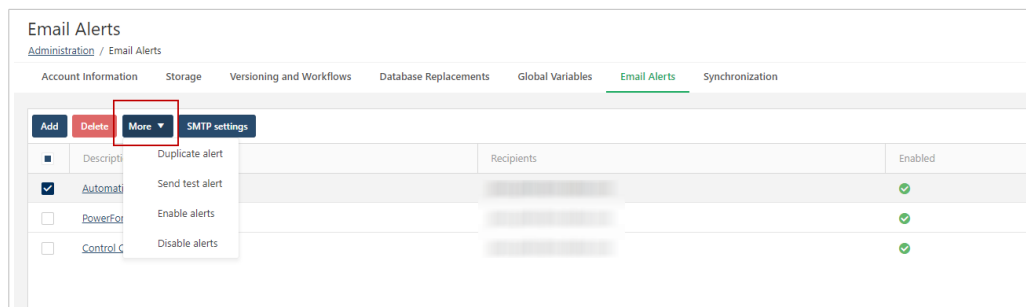 Email Alerts
Administration / Email Alerts
Account Information Storage Versioning and Workflows Database Replacements Global Variables Email Alerts Synchronization
Add Delete More SMTP settings
Descripti Recipients Enabled
Duplicate alert
Automati
Send test alert
PowerFor
Enable alerts
Control C
Disable alerts